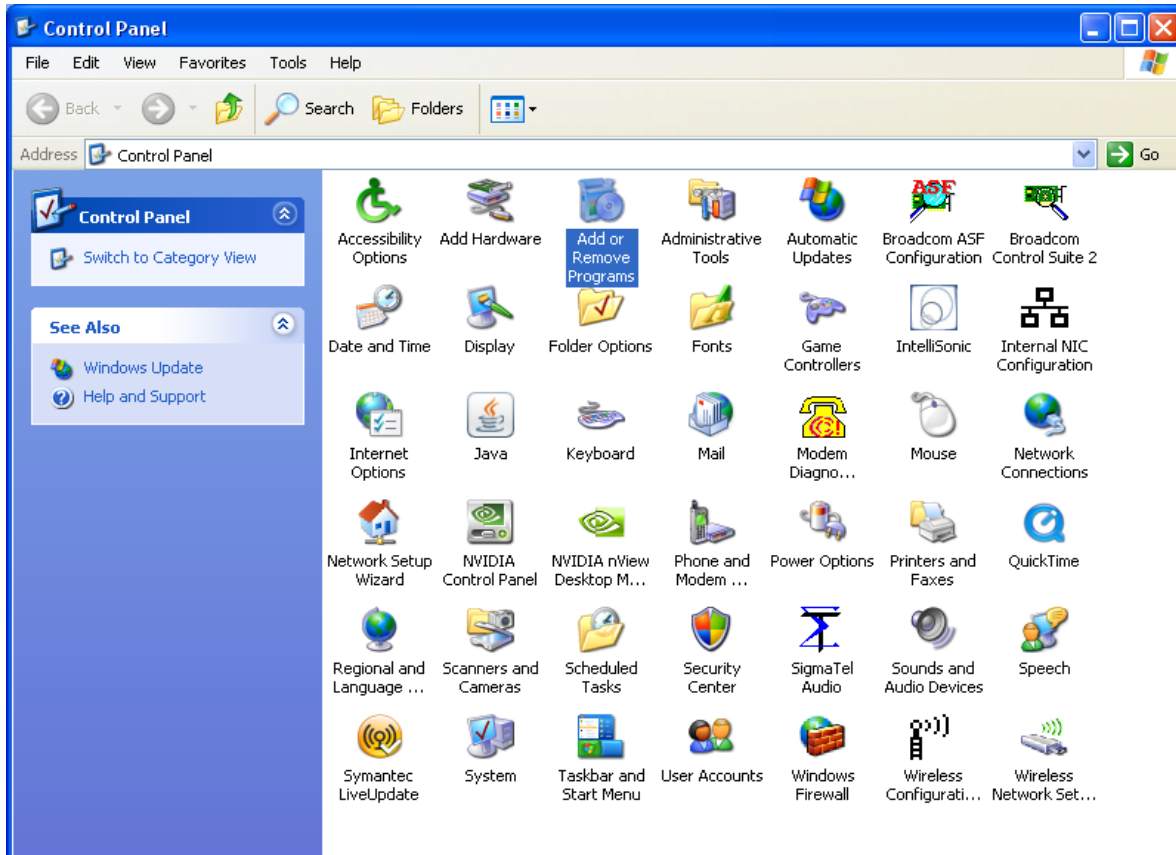 Control Panel
File Edit View Favorites Tools Help
Back Search Folders
Address Control Panel Go
Control Panel
Switch to Category View
See Also
Windows Update
Help and Support
Accessibility Options
Add Hardware
Add or Remove Programs
Administrative Tools
Automatic Updates
Broadcom ASF Configuration
Broadcom Control Suite 2
Date and Time
Display
Folder Options
Fonts
Game Controllers
IntelliSonic
Internal NIC Configuration
Internet Options
Java
Keyboard
Mail
Modem Diagno...
Mouse
Network Connections
Network Setup Wizard
NVIDIA Control Panel
NVIDIA nView Desktop M...
Phone and Modem ...
Power Options
Printers and Faxes
QuickTime
Regional and Language ...
Scanners and Cameras
Scheduled Tasks
Security Center
SigmaTel Audio
Sounds and Audio Devices
Speech
Symantec LiveUpdate
System
Taskbar and Start Menu
User Accounts
Windows Firewall
Wireless Configurati...
Wireless Network Set...
ASF